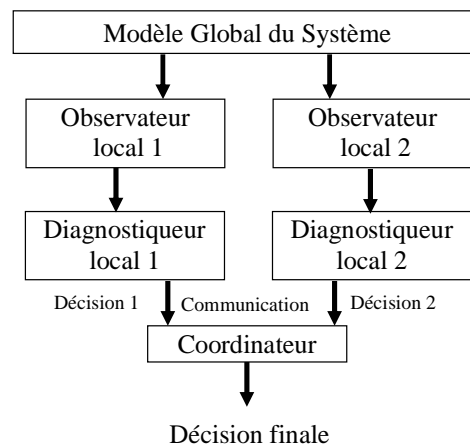 Modèle Global du Système
Observateur
local 1
Observateur
local 2
Diagnostiqueur
local 1
Diagnostiqueur
local 2
Décision 1
Communication
Décision 2
Coordinateur
Décision finale